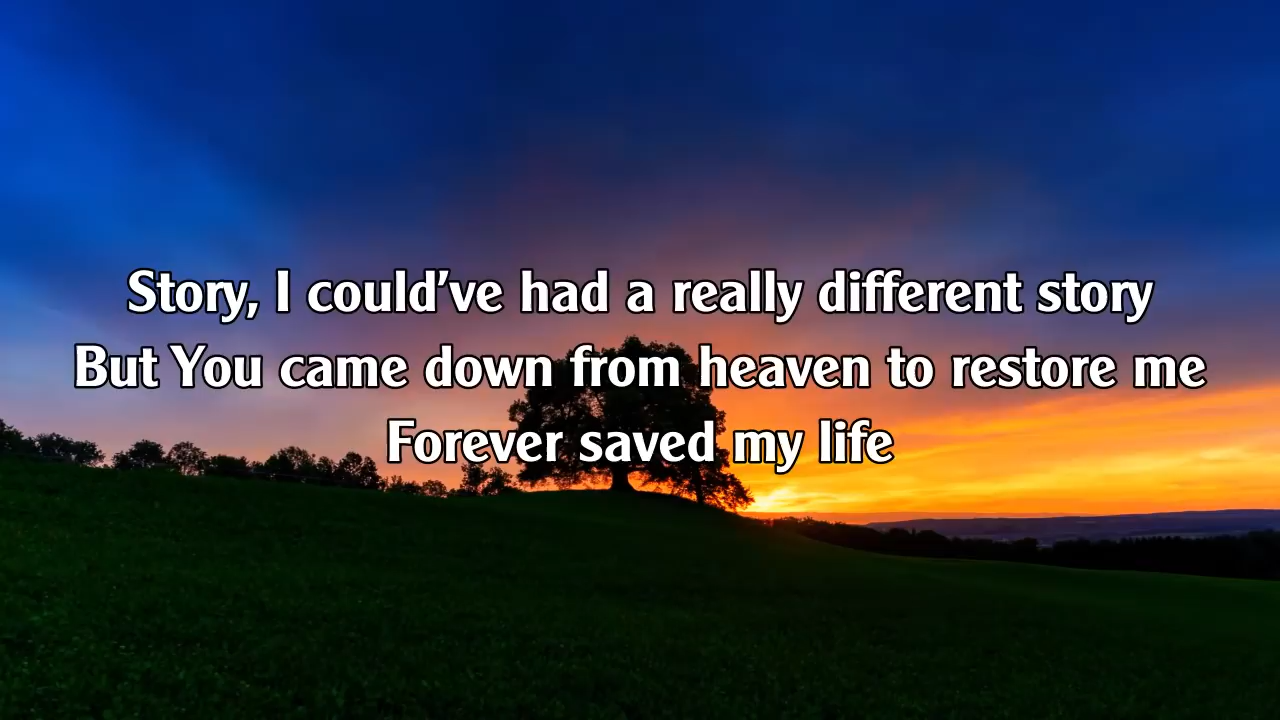 Story, I could’ve had a really different story
But You came down from heaven to restore me
Forever saved my life